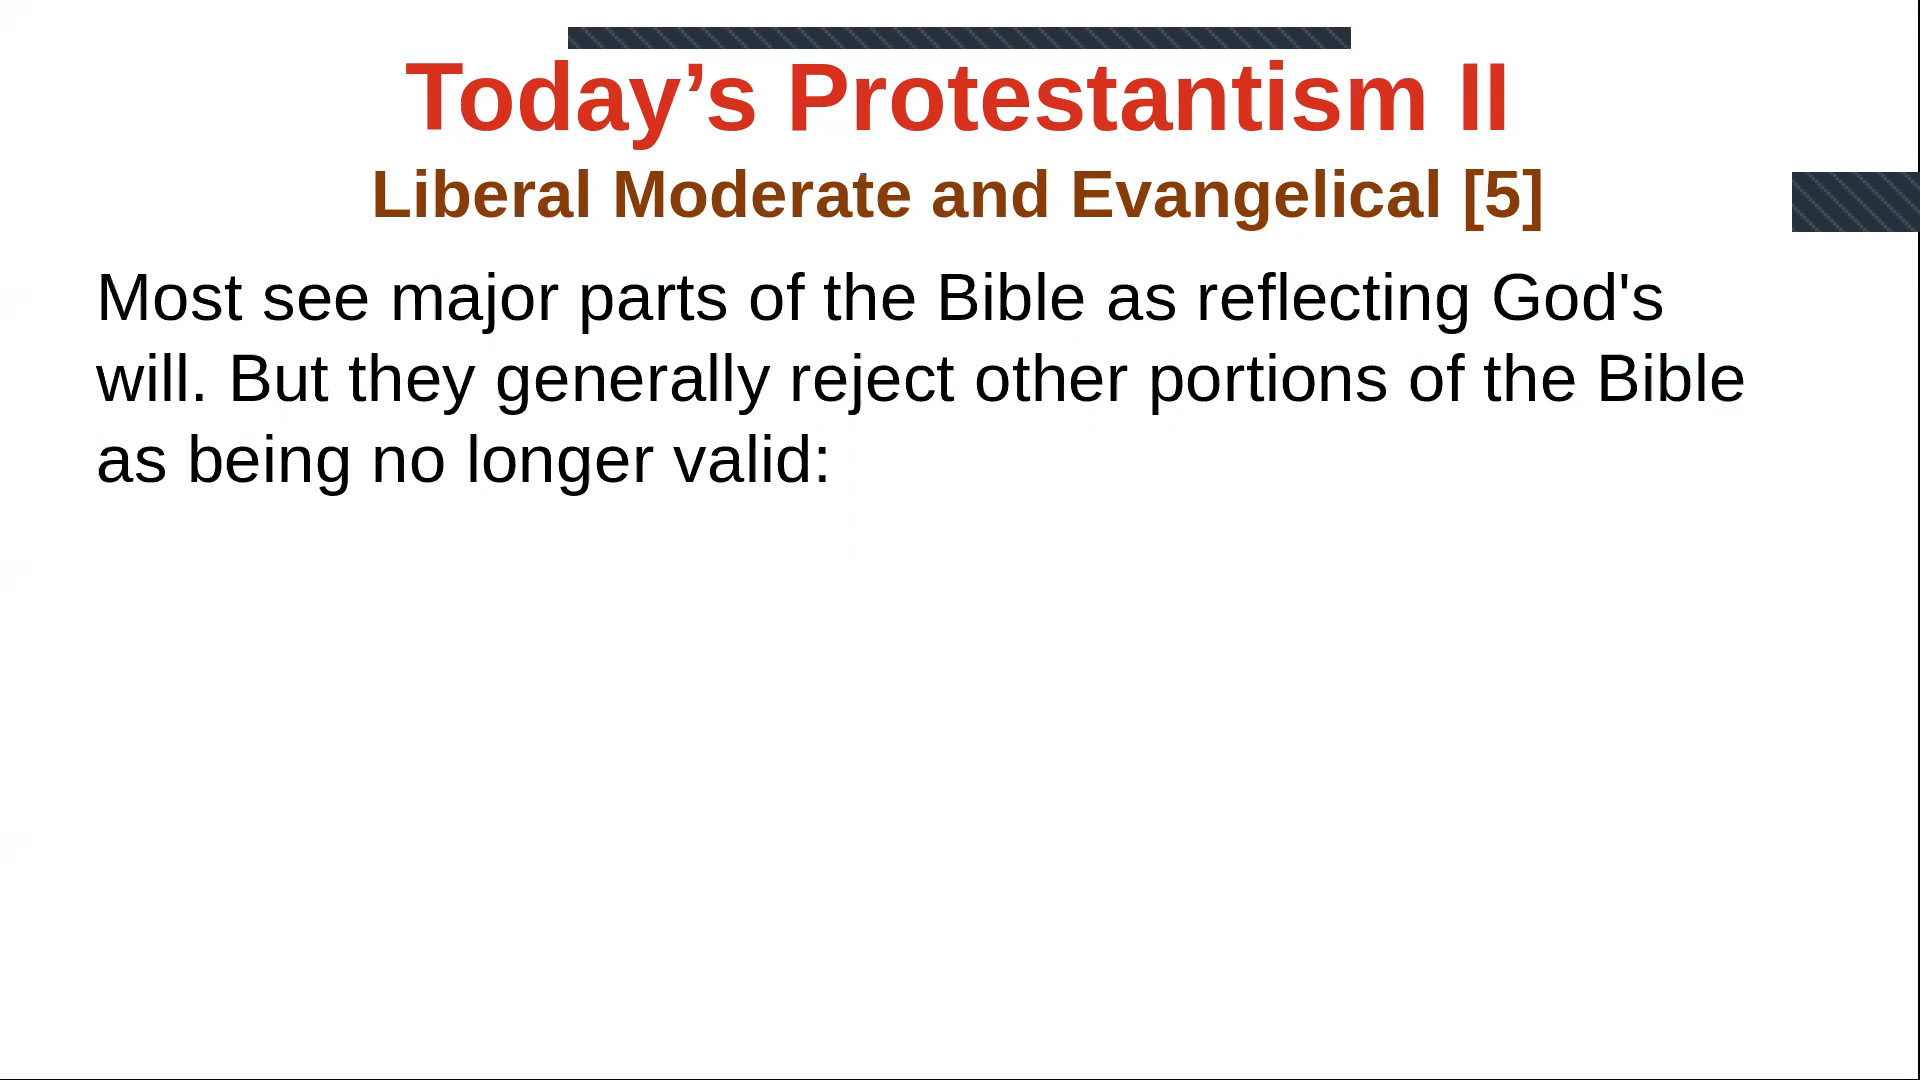 Today’s Protestantism II
Liberal Moderate and Evangelical [5]
Most see major parts of the Bible as reflecting God's
will. But they generally reject other portions of the Bible
as being no longer valid: